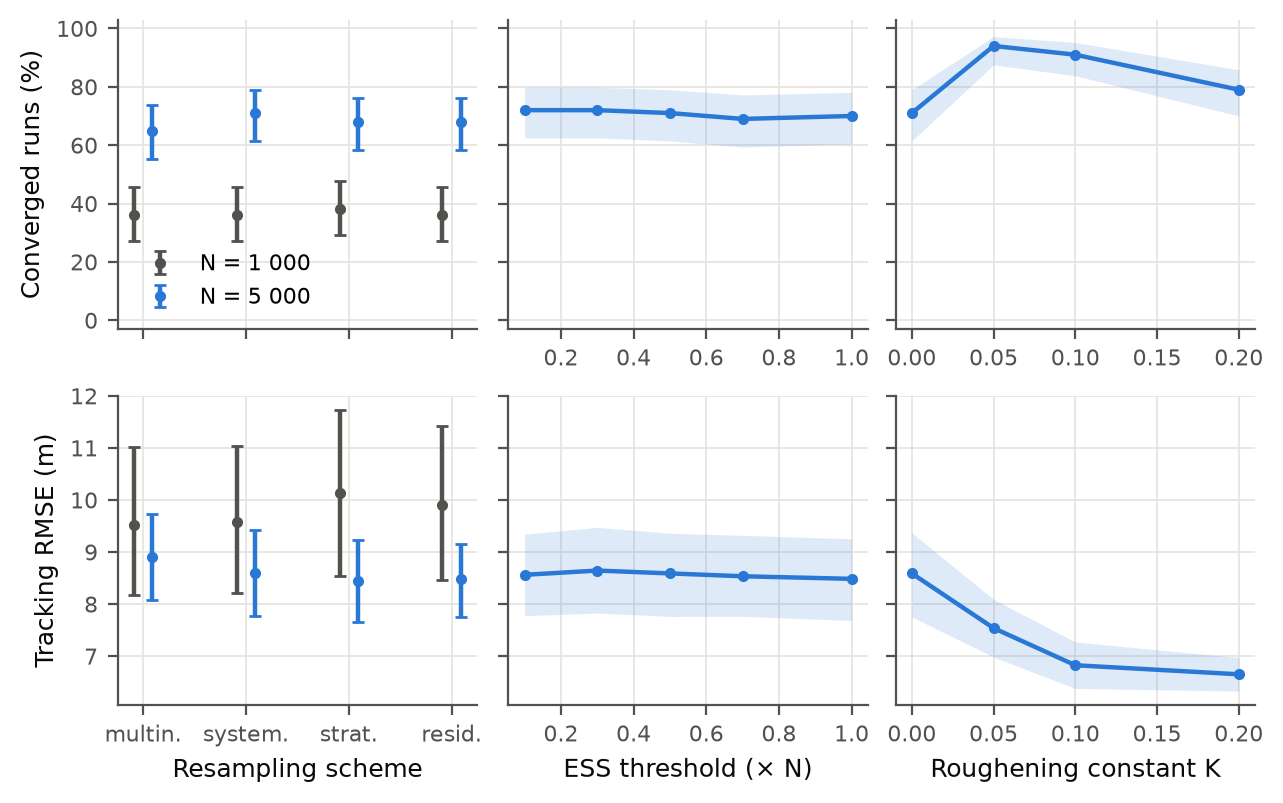 Converged runs (%)
100
80
60
40
20
0
N = 1 000
N = 5 000
0.2 0.4 0.6 0.8 1.0
0.00 0.05 0.10 0.15 0.20
Tracking RMSE (m)
12
11
10
9
8
7
multin. system. strat. resid.
Resampling scheme
0.2 0.4 0.6 0.8 1.0
ESS threshold (× N)
0.00 0.05 0.10 0.15 0.20
Roughening constant K